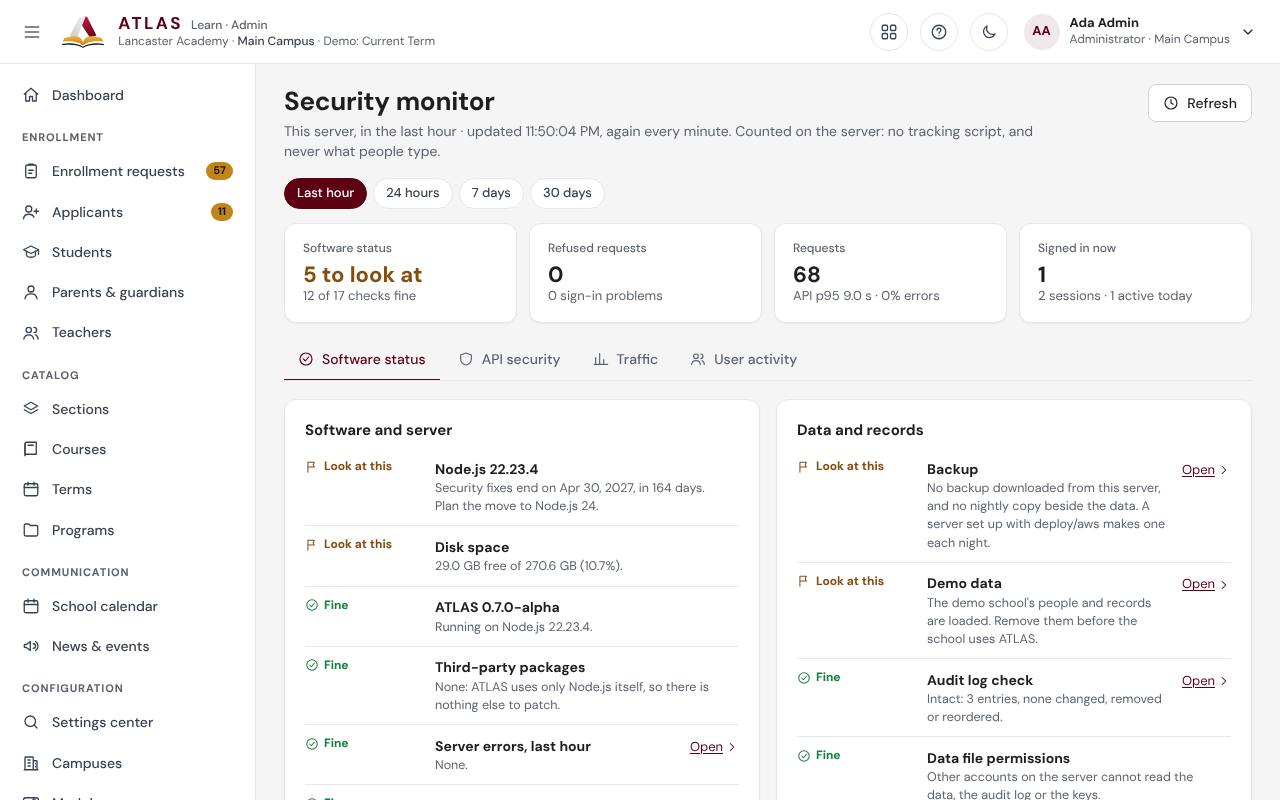 ATLAS Learn · Admin
Lancaster Academy · Main Campus · Demo: Current Term
AA
Ada Admin
Administrator · Main Campus
Dashboard
ENROLLMENT
Enrollment requests 57
Applicants 11
Students
Parents & guardians
Teachers
CATALOG
Sections
Courses
Terms
Programs
COMMUNICATION
School calendar
News & events
CONFIGURATION
Settings center
Campuses
Security monitor
Refresh
This server, in the last hour · updated 11:50:04 PM, again every minute. Counted on the server: no tracking script, and
never what people type.
Last hour 24 hours 7 days 30 days
Software status
5 to look at
12 of 17 checks fine
Refused requests
0
0 sign-in problems
Requests
68
API p95 9.0 s · 0% errors
Signed in now
1
2 sessions · 1 active today
Software status API security Traffic User activity
Software and server
Look at this
Node.js 22.23.4
Security fixes end on Apr 30, 2027, in 164 days.
Plan the move to Node.js 24.
Look at this
Disk space
29.0 GB free of 270.6 GB (10.7%).
Fine
ATLAS 0.7.0-alpha
Running on Node.js 22.23.4.
Fine
Third-party packages
None: ATLAS uses only Node.js itself, so there is
nothing else to patch.
Fine
Server errors, last hour
Open
None.
Data and records
Look at this
Backup
Open
No backup downloaded from this server,
and no nightly copy beside the data. A
server set up with deploy/aws makes one
each night.
Look at this
Demo data
Open
The demo school's people and records
are loaded. Remove them before the
school uses ATLAS.
Fine
Audit log check
Open
Intact: 3 entries, none changed, removed
or reordered.
Fine
Data file permissions
Other accounts on the server cannot read the
data, the audit log or the keys.